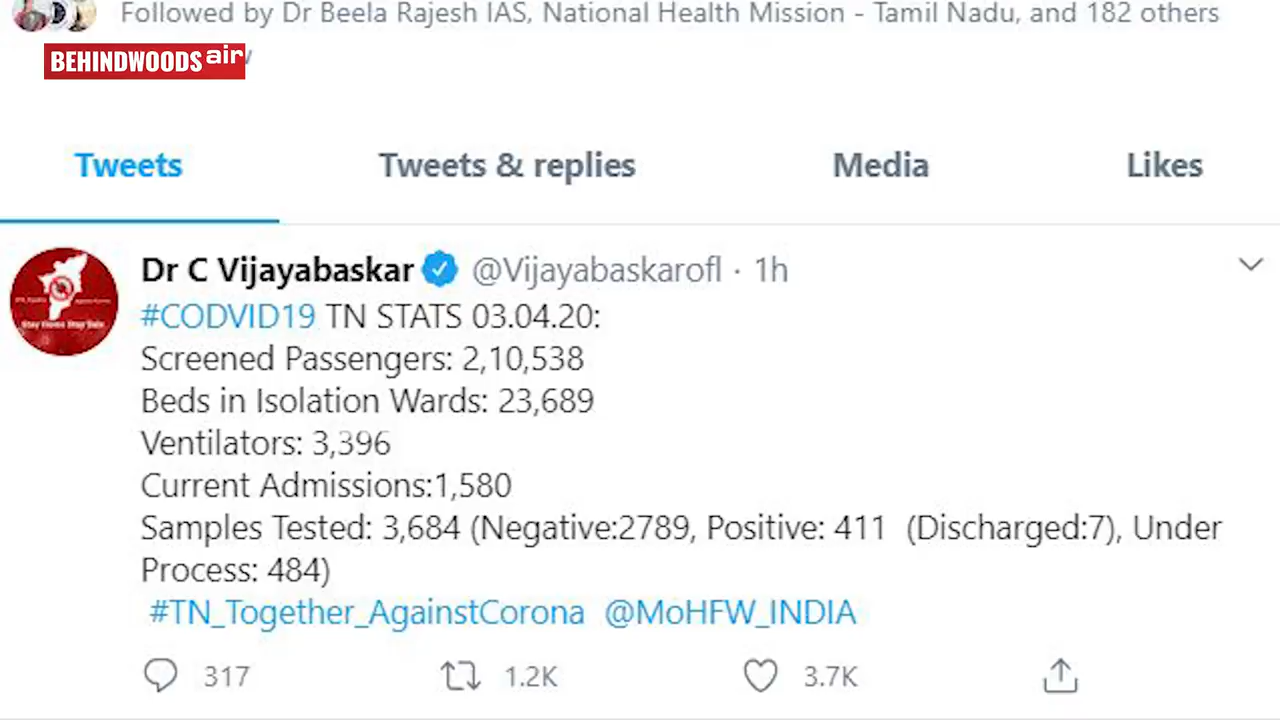 Followed by Dr Beela Rajesh IAS, National Health Mission - Tamil Nadu, and 182 others
BEHINDWOODS air
Tweets Tweets & replies Media Likes
Dr C Vijayabaskar @Vijayabaskarofl · 1h
#CODVID19 TN STATS 03.04.20:
Screened Passengers: 2,10,538
Beds in Isolation Wards: 23,689
Ventilators: 3,396
Current Admissions:1,580
Samples Tested: 3,684 (Negative:2789, Positive: 411 (Discharged:7), Under
Process: 484)
#TN_Together_AgainstCorona @MoHFW_INDIA
317 1.2K 3.7K